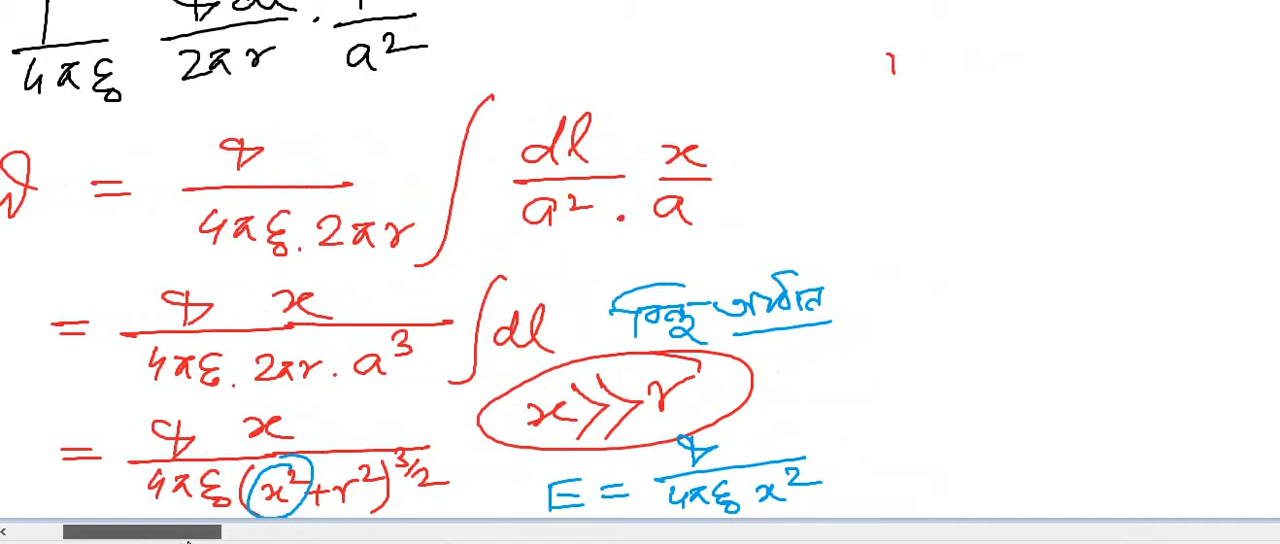 1/4πε₀ q dl/2πr · 1/a²
= q/(4πε₀ · 2πr) ∫ dl/a² · x/a
= q x/(4πε₀ · 2πr · a³) ∫ dl
x >> r
= q x/(4πε₀ (x² + r²)^3/2)
E = q/(4πε₀ x²)